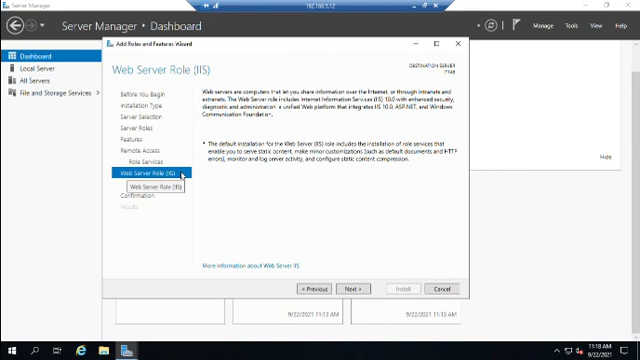 Server Manager
192.168.5.12
Server Manager ▸ Dashboard
Manage Tools View Help
Dashboard
Local Server
All Servers
File and Storage Services
Add Roles and Features Wizard
Web Server Role (IIS)
DESTINATION SERVER
Before You Begin
Installation Type
Server Selection
Server Roles
Features
Remote Access
Role Services
Web Server Role (IIS)
Web Server Role (IIS)
Confirmation
Results
Web servers are computers that let you share information over the Internet, or through intranets and
extranets. The Web Server role includes Internet Information Services (IIS) 10.0 with enhanced security,
diagnostic and administration, a unified Web platform that integrates IIS 10.0, ASP.NET, and Windows
Communication Foundation.
• The default installation for the Web Server (IIS) role includes the installation of role services that
enable you to serve static content, make minor customizations (such as default documents and HTTP
errors), monitor and log server activity, and configure static content compression.
More information about Web Server IIS
< Previous Next > Install Cancel
Hide
9/22/2021 11:13 AM
9/22/2021 11:13 AM
11:18 AM
9/22/2021